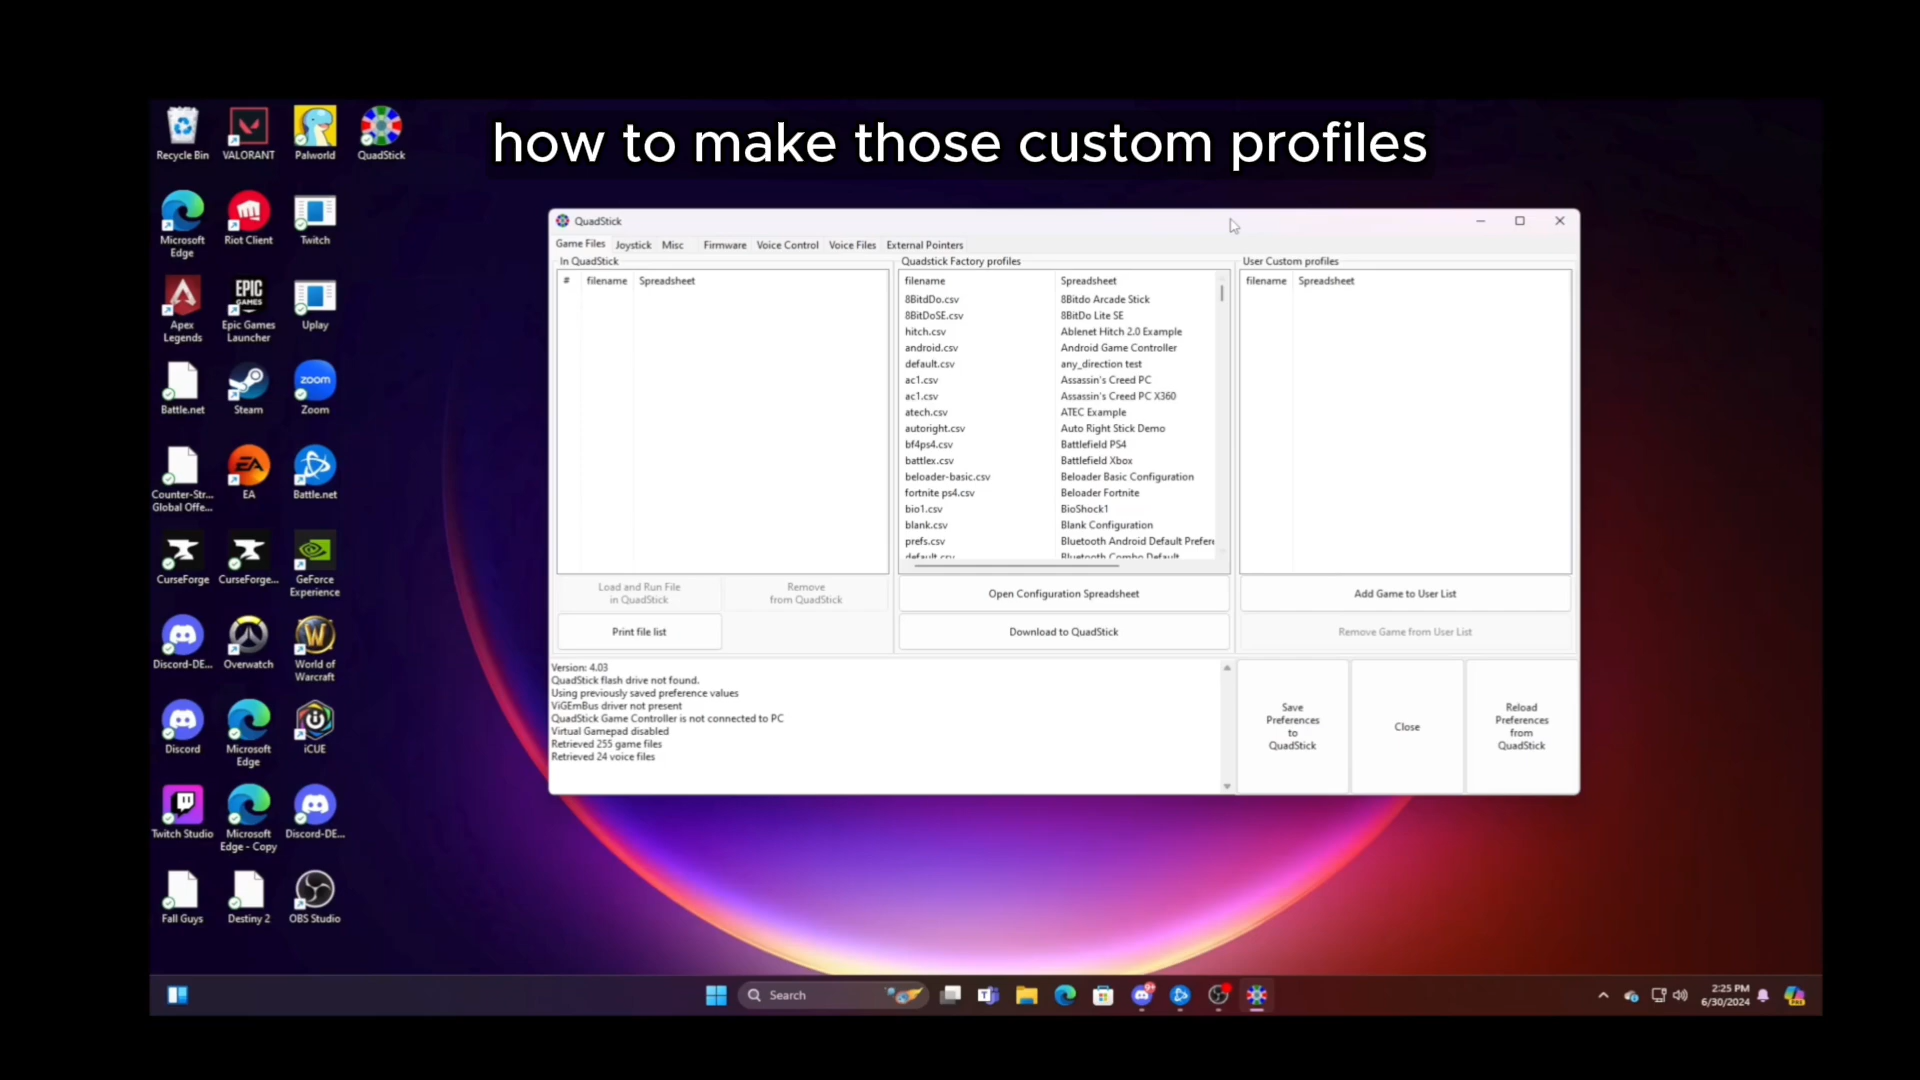 how to make those custom profiles
Recycle Bin
VALORANT
Palworld
QuadStick
Microsoft
Edge
Riot Client
Twitch
Apex
Legends
EPIC
GAMES
Epic Games
Launcher
Uplay
Battle.net
Steam
zoom
Zoom
Counter-Str...
Global Offe...
EA
EA
Battle.net
CurseForge
CurseForge...
GeForce
Experience
Discord-DE...
Overwatch
World of
Warcraft
Discord
Microsoft
Edge
iCUE
Twitch Studio
Microsoft
Edge - Copy
Discord-DE...
Fall Guys
Destiny 2
OBS Studio
QuadStick
Game Files Joystick Misc Firmware Voice Control Voice Files External Pointers
In QuadStick
# filename Spreadsheet
Load and Run File
in QuadStick
Remove
from QuadStick
Print file list
Quadstick Factory profiles
filename Spreadsheet
8BitdDo.csv 8Bitdo Arcade Stick
8BitDoSE.csv 8BitDo Lite SE
hitch.csv Ablenet Hitch 2.0 Example
android.csv Android Game Controller
default.csv any_direction test
ac1.csv Assassin's Creed PC
ac1.csv Assassin's Creed PC X360
atech.csv ATEC Example
autoright.csv Auto Right Stick Demo
bf4ps4.csv Battlefield PS4
battlex.csv Battlefield Xbox
beloader-basic.csv Beloader Basic Configuration
fortnite ps4.csv Beloader Fortnite
bio1.csv BioShock1
blank.csv Blank Configuration
prefs.csv Bluetooth Android Default Prefer
default.csv Bluetooth Combo Default
Open Configuration Spreadsheet
Download to QuadStick
User Custom profiles
filename Spreadsheet
Add Game to User List
Remove Game from User List
Version: 4.03
QuadStick flash drive not found.
Using previously saved preference values
ViGEmBus driver not present
QuadStick Game Controller is not connected to PC
Virtual Gamepad disabled
Retrieved 255 game files
Retrieved 24 voice files
Save
Preferences
to
QuadStick
Close
Reload
Preferences
from
QuadStick
Search
2:25 PM
6/30/2024